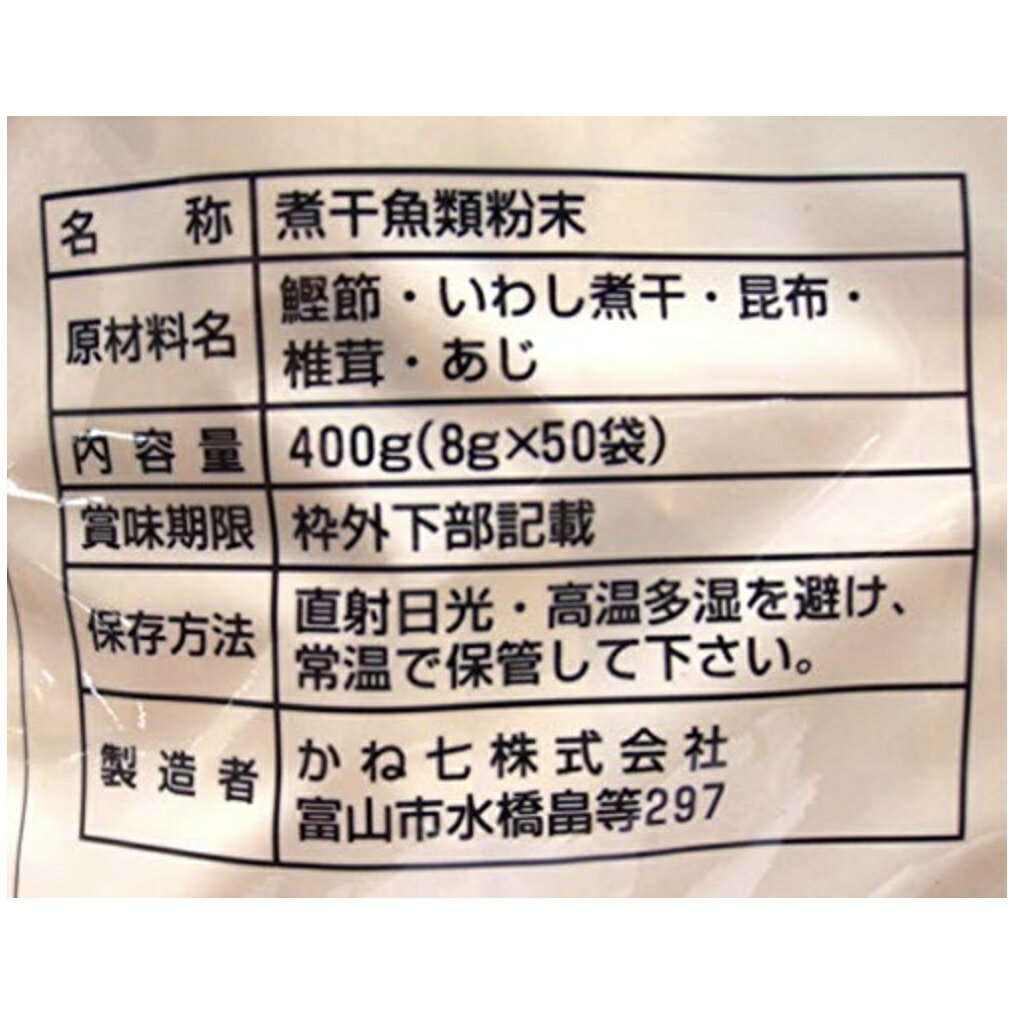 名称 煮干魚類粉末
原材料名 鰹節・いわし煮干・昆布・
椎茸・あじ
内容量 400g(8g×50袋)
賞味期限 枠外下部記載
保存方法 直射日光・高温多湿を避け、
常温で保管して下さい。
製造者 かね七株式会社
富山市水橋畠等297